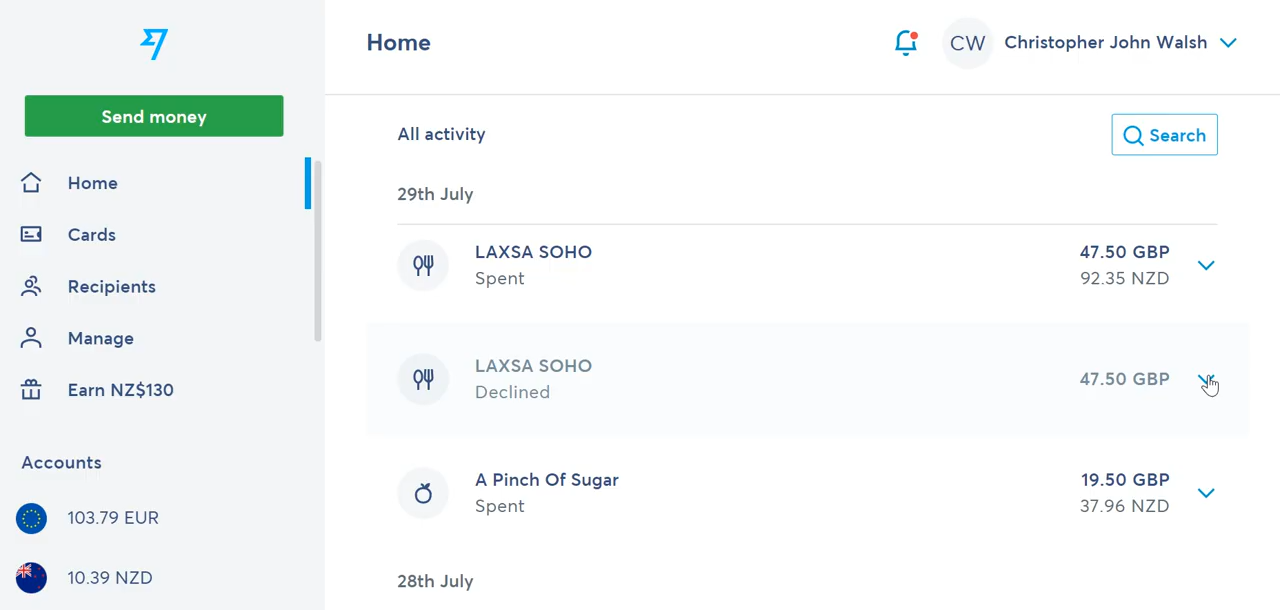 Home
CW
Christopher John Walsh
Send money
Home
Cards
Recipients
Manage
Earn NZ$130
Accounts
103.79 EUR
10.39 NZD
All activity
Search
29th July
LAXSA SOHO
47.50 GBP
Spent
92.35 NZD
LAXSA SOHO
47.50 GBP
Declined
A Pinch Of Sugar
19.50 GBP
Spent
37.96 NZD
28th July